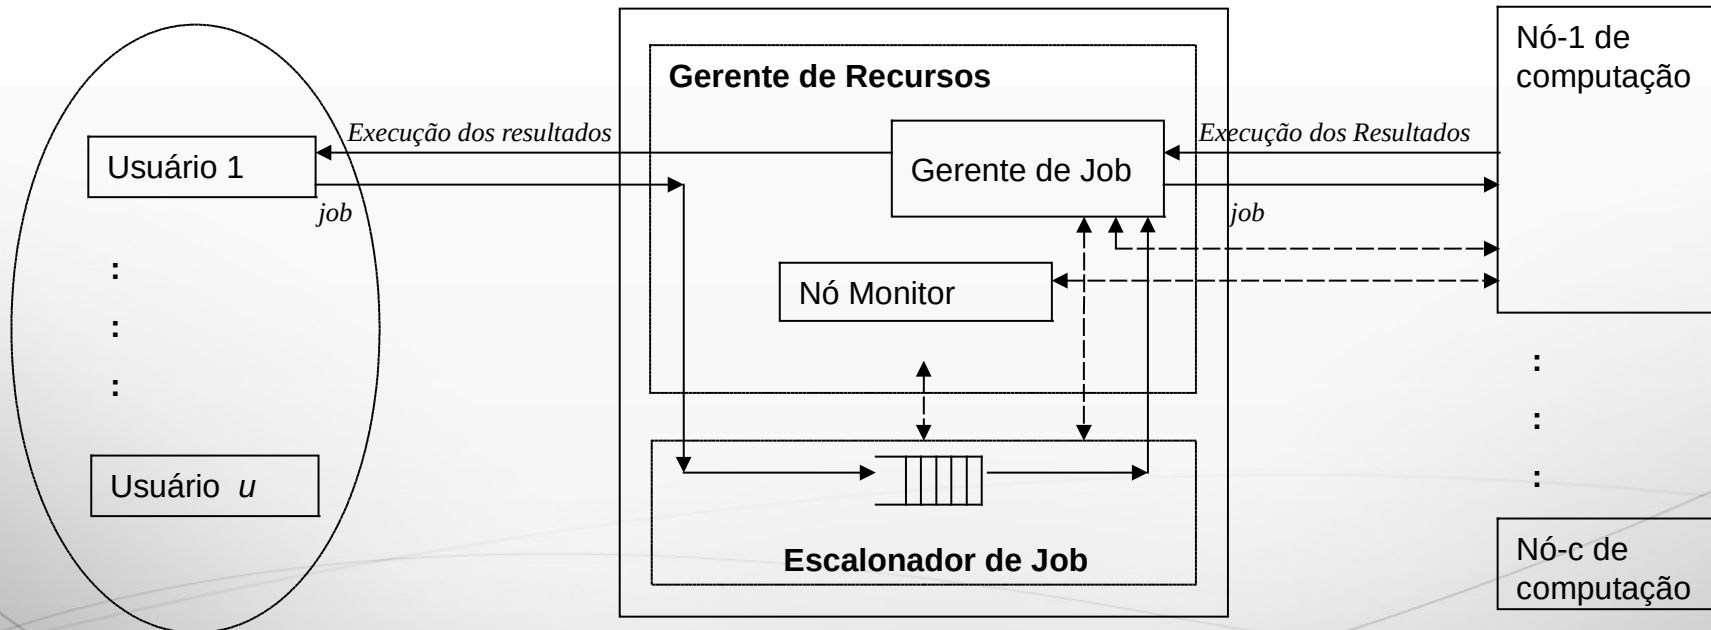 Gerente de Recursos
Nó-1 de
computação
Execução dos resultados
Execução dos Resultados
Usuário 1
Gerente de Job
job
job
:
:
:
Nó Monitor
:
:
:
Usuário u
Escalonador de Job
Nó-c de
computação